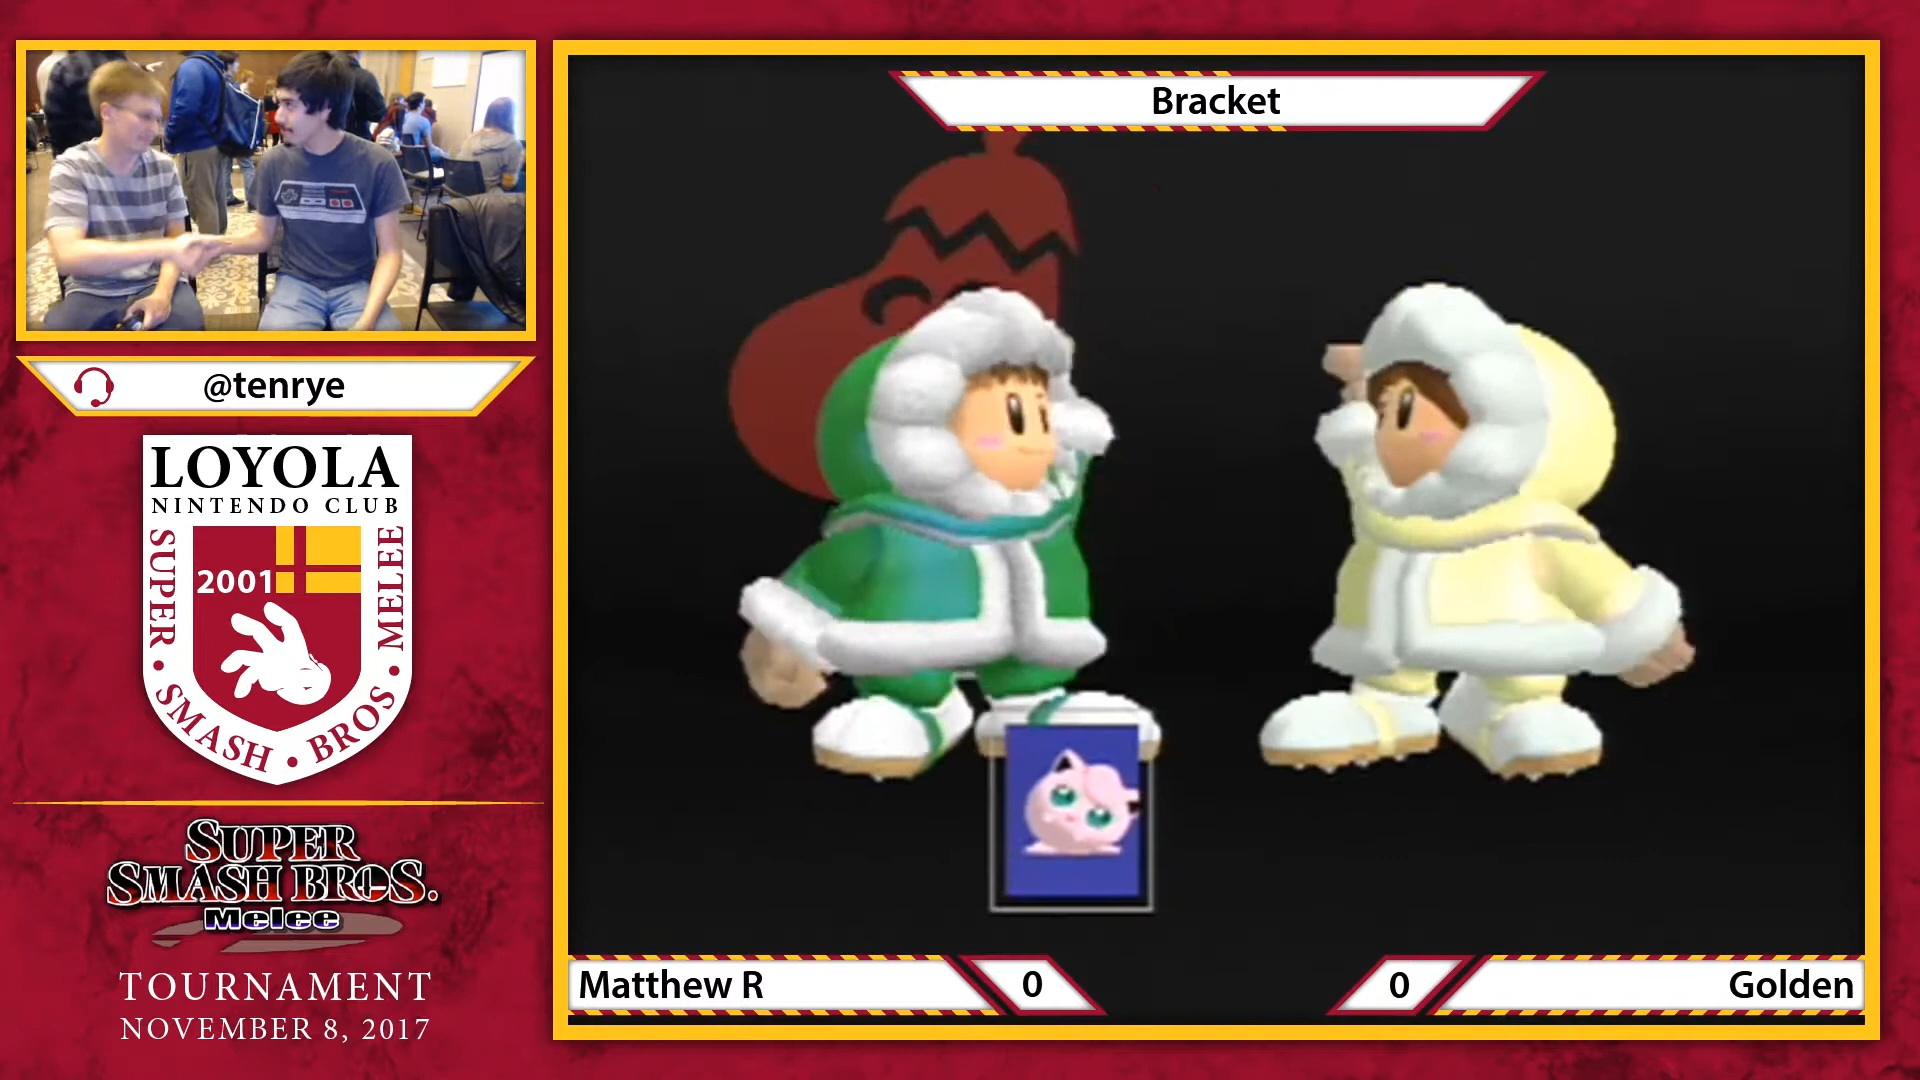 Bracket
@tenrye
LOYOLA
NINTENDO CLUB
SUPER • SMASH • BROS • MELEE
2001
SUPER
SMASH BROS.
Melee
TOURNAMENT
NOVEMBER 8, 2017
Matthew R
0
0
Golden